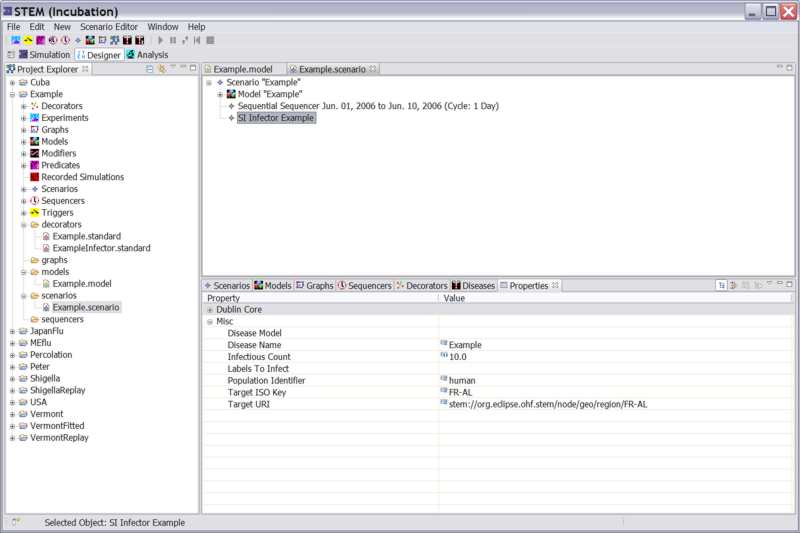 STEM (Incubation)
File Edit New Scenario Editor Window Help
Simulation Designer Analysis
Project Explorer
Cuba
Example
Decorators
Experiments
Graphs
Models
Modifiers
Predicates
Recorded Simulations
Scenarios
Sequencers
Triggers
decorators
Example.standard
ExampleInfector.standard
graphs
models
Example.model
scenarios
Example.scenario
sequencers
JapanFlu
MEflu
Percolation
Peter
Shigella
ShigellaReplay
USA
Vermont
VermontFitted
VermontReplay
Example.model Example.scenario
Scenario "Example"
Model "Example"
Sequential Sequencer Jun. 01, 2006 to Jun. 10, 2006 (Cycle: 1 Day)
SI Infector Example
Scenarios Models Graphs Sequencers Decorators Diseases Properties
Property Value
Dublin Core
Misc
Disease Model
Disease Name Example
Infectious Count 10.0
Labels To Infect
Population Identifier human
Target ISO Key FR-AL
Target URI stem://org.eclipse.ohf.stem/node/geo/region/FR-AL
Selected Object: SI Infector Example